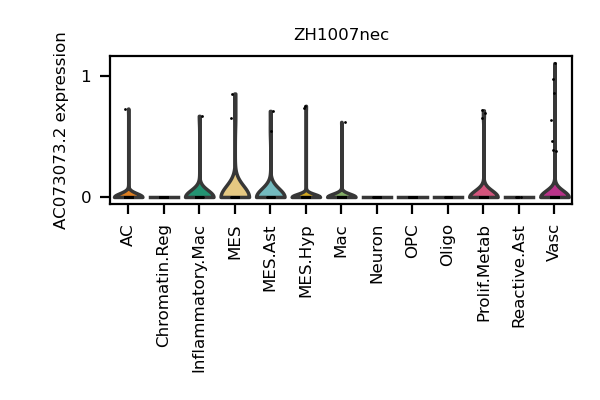 ZH1007nec
AC073073.2 expression
1
0
AC
Chromatin.Reg
Inflammatory.Mac
MES
MES.Ast
MES.Hyp
Mac
Neuron
OPC
Oligo
Prolif.Metab
Reactive.Ast
Vasc